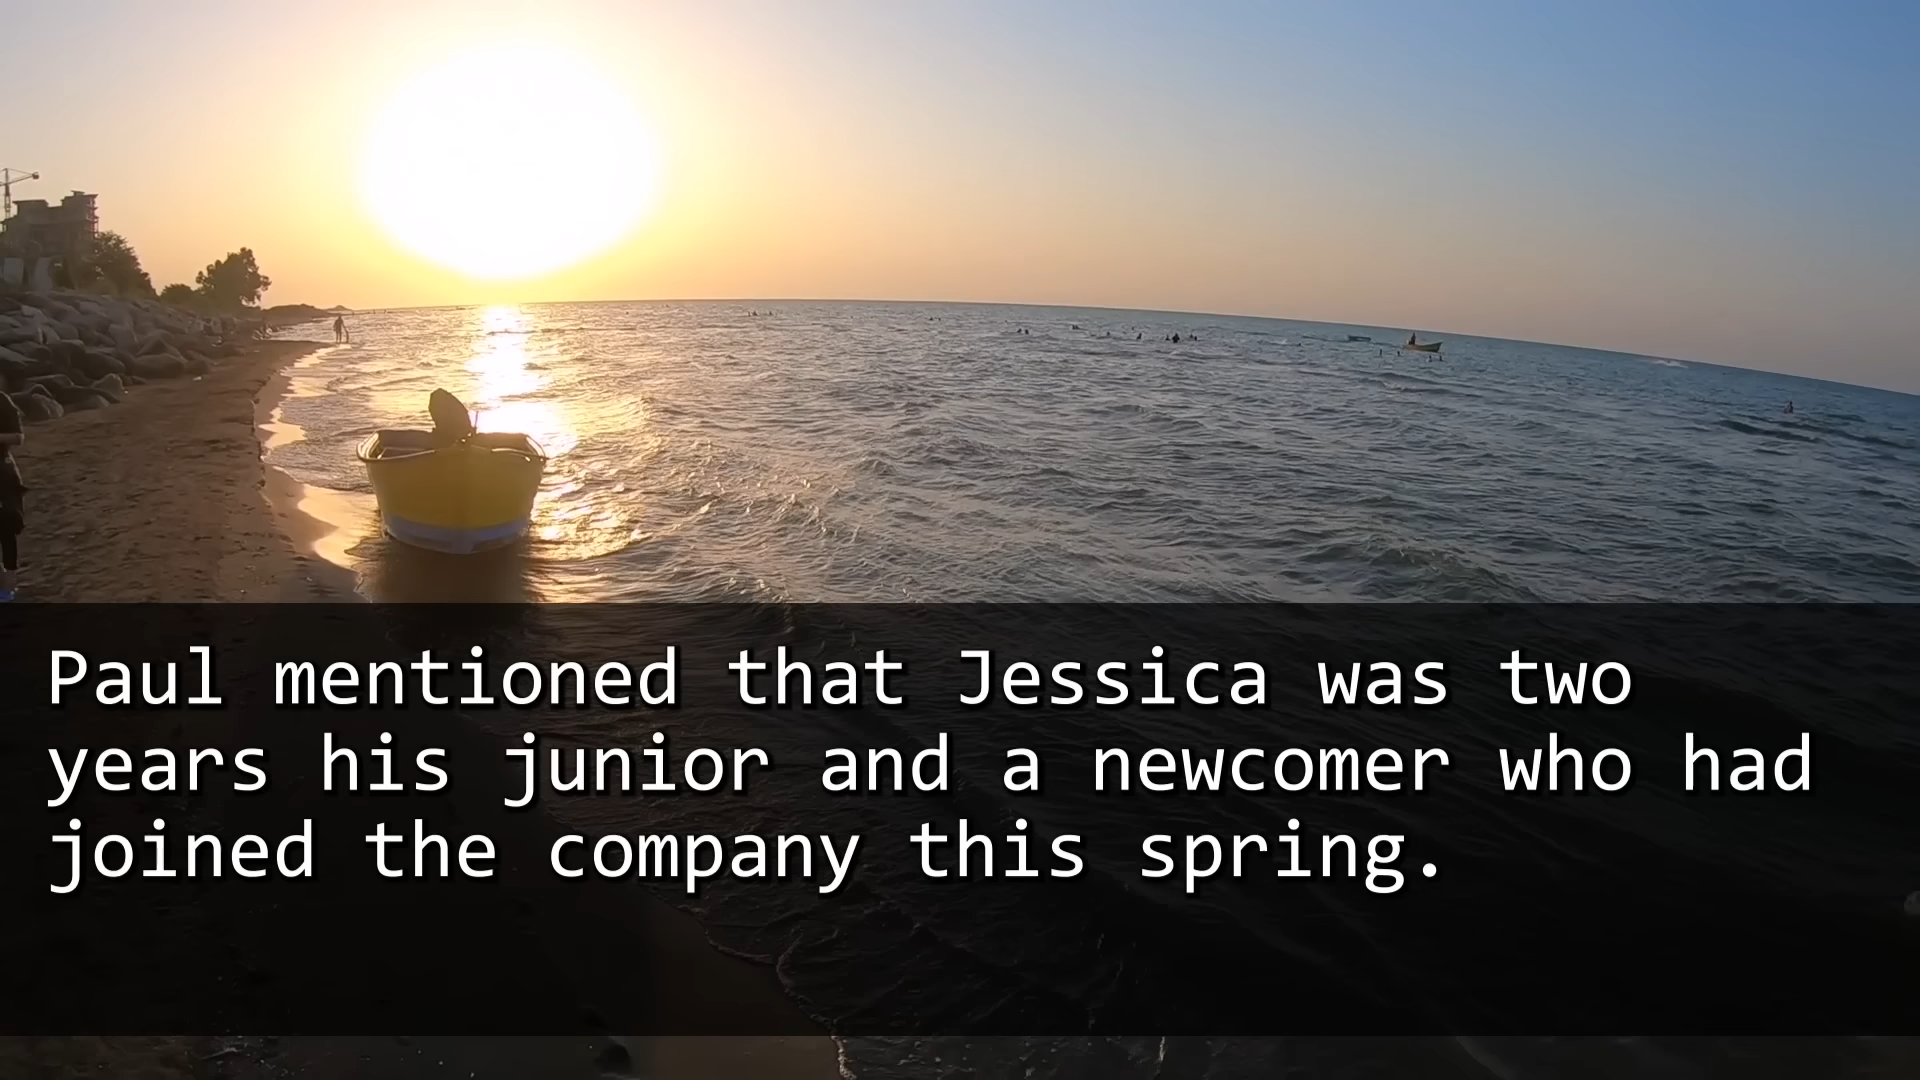 Paul mentioned that Jessica was two
years his junior and a newcomer who had
joined the company this spring.